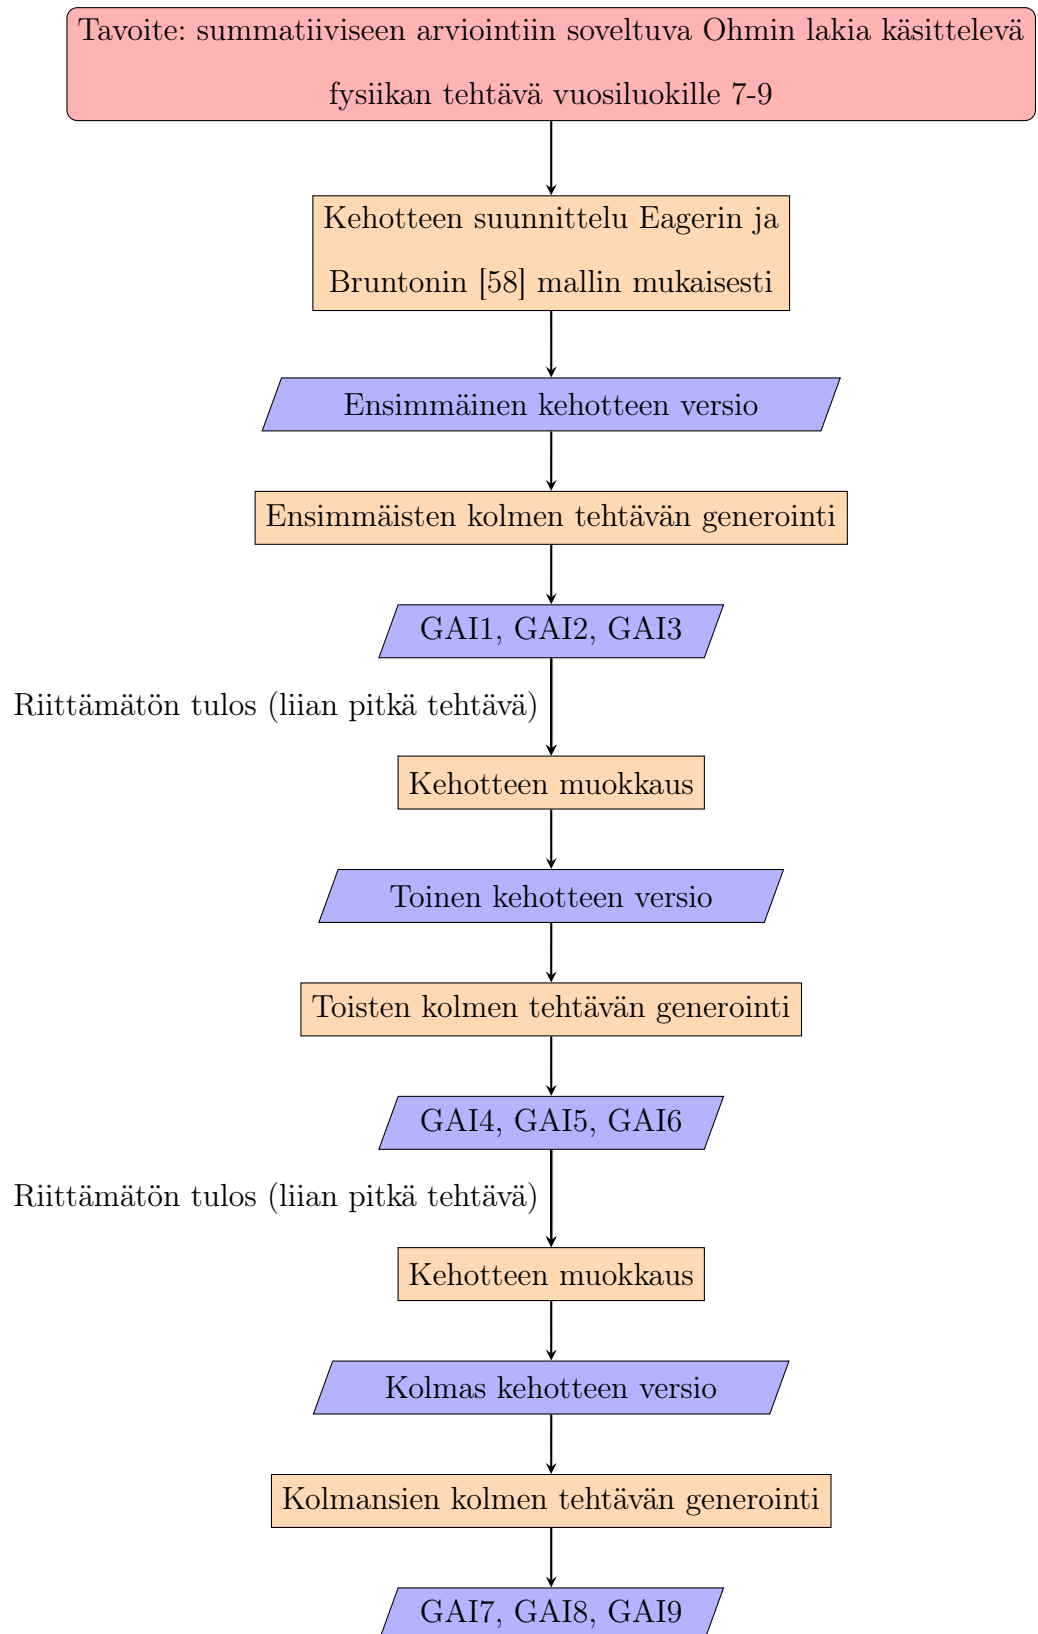 Tavoite: summatiiviseen arviointiin soveltuva Ohmin lakia käsittelevä
fysiikan tehtävä vuosiluokille 7-9
Kehotteen suunnittelu Eagerin ja
Bruntonin [58] mallin mukaisesti
Ensimmäinen kehotteen versio
Ensimmäisten kolmen tehtävän generointi
GAI1, GAI2, GAI3
Riittämätön tulos (liian pitkä tehtävä)
Kehotteen muokkaus
Toinen kehotteen versio
Toisten kolmen tehtävän generointi
GAI4, GAI5, GAI6
Riittämätön tulos (liian pitkä tehtävä)
Kehotteen muokkaus
Kolmas kehotteen versio
Kolmansien kolmen tehtävän generointi
GAI7, GAI8, GAI9